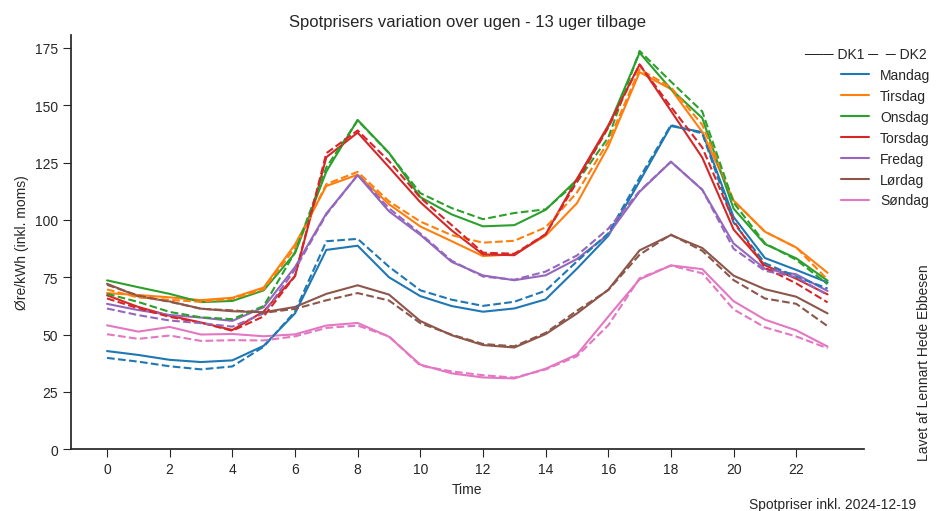 Spotprisers variation over ugen - 13 uger tilbage
DK1 DK2
Mandag
Tirsdag
Onsdag
Torsdag
Fredag
Lørdag
Søndag
175
150
125
100
75
50
25
0
Øre/kWh (inkl. moms)
0 2 4 6 8 10 12 14 16 18 20 22
Time
Lavet af Lennart Hede Ebbesen
Spotpriser inkl. 2024-12-19